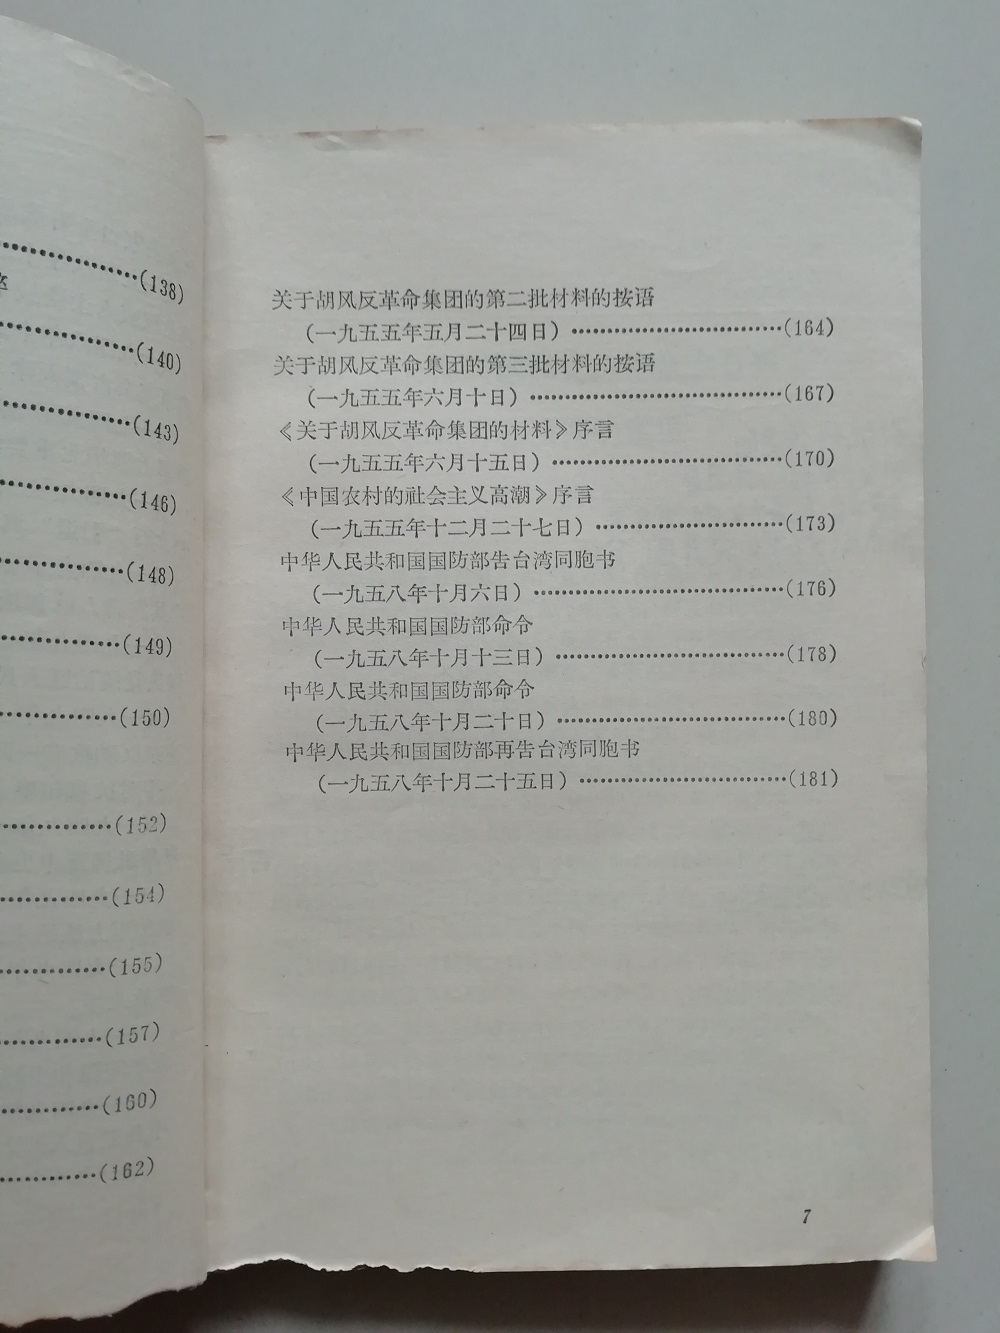 (138)
(140)
(143)
(146)
(148)
(149)
(150)
(152)
(154)
(155)
(157)
(160)
(162)
关于胡风反革命集团的第二批材料的按语
(一九五五年五月二十四日)······························(164)
关于胡风反革命集团的第三批材料的按语
(一九五五年六月十日)····································(167)
《关于胡风反革命集团的材料》序言
(一九五五年六月十五日)·································(170)
《中国农村的社会主义高潮》序言
(一九五五年十二月二十七日)···························(173)
中华人民共和国国防部告台湾同胞书
(一九五八年十月六日)····································(176)
中华人民共和国国防部命令
(一九五八年十月十三日)·································(178)
中华人民共和国国防部命令
(一九五八年十月二十日)·································(180)
中华人民共和国国防部再告台湾同胞书
(一九五八年十月二十五日)······························(181)
7